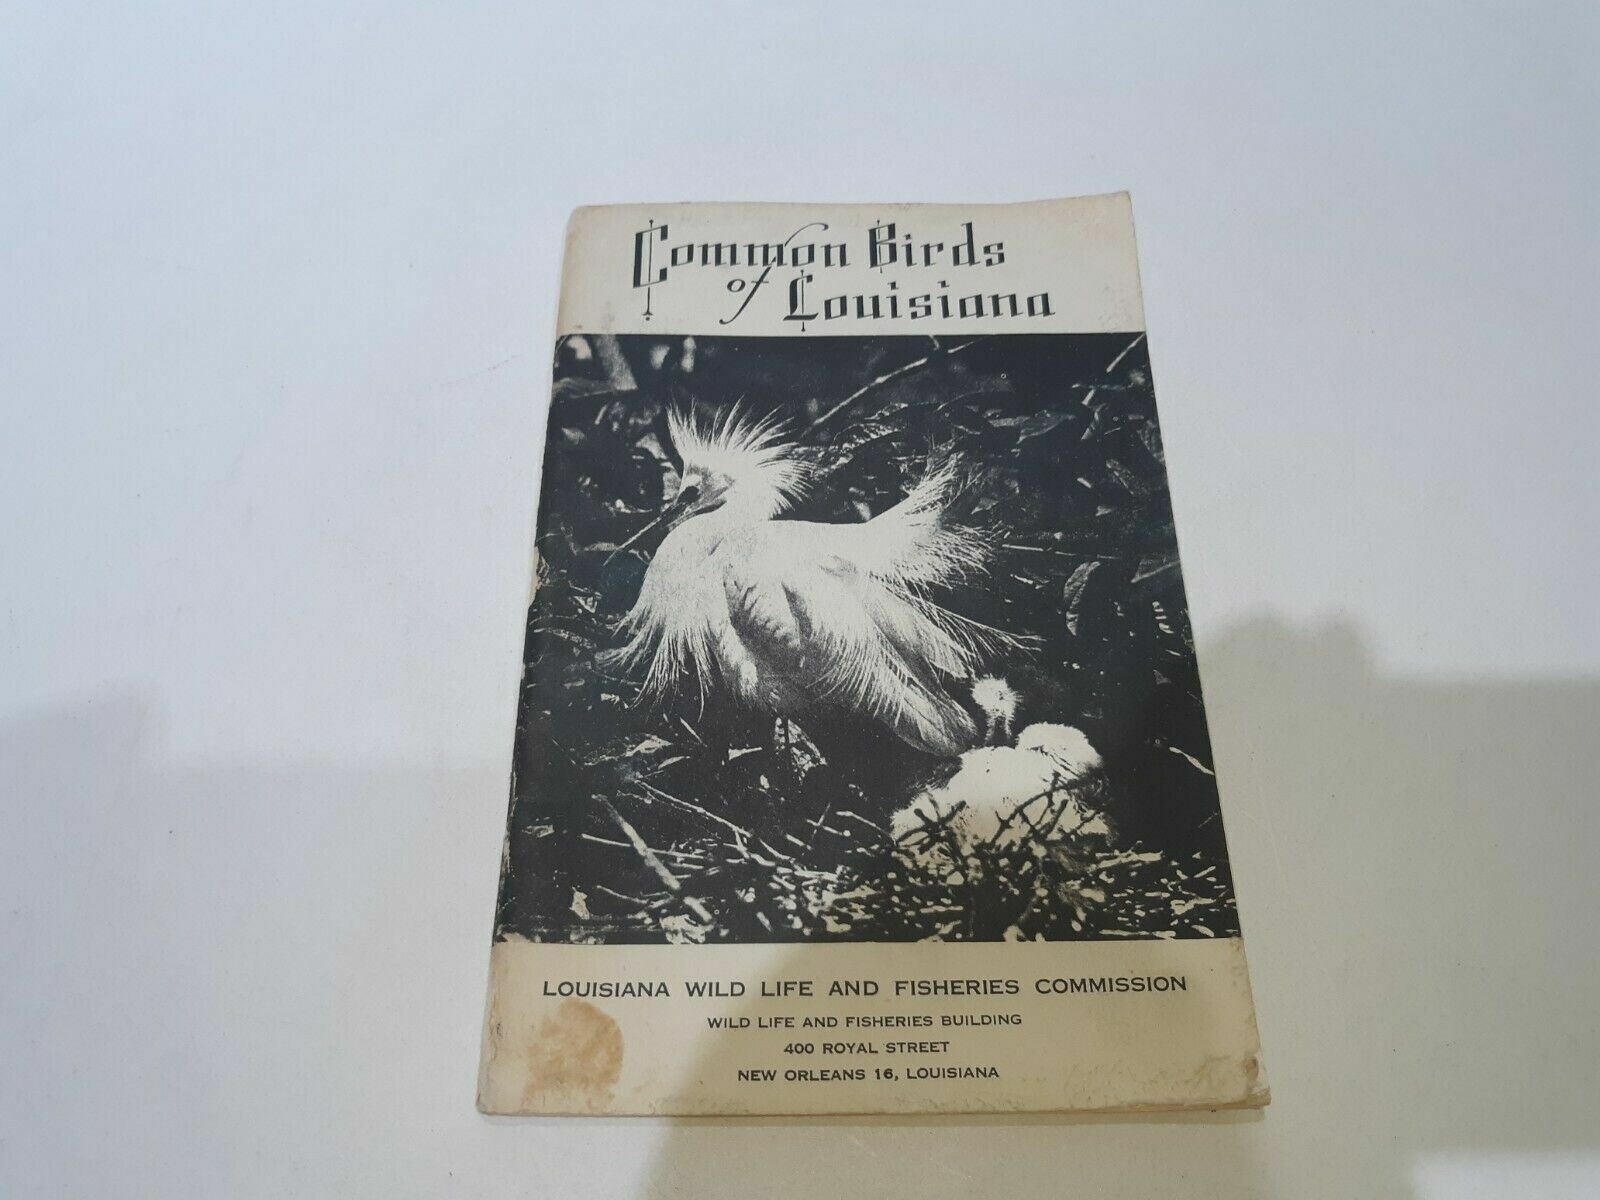 Common Birds
of Louisiana
LOUISIANA WILD LIFE AND FISHERIES COMMISSION
WILD LIFE AND FISHERIES BUILDING
400 ROYAL STREET
NEW ORLEANS 16, LOUISIANA